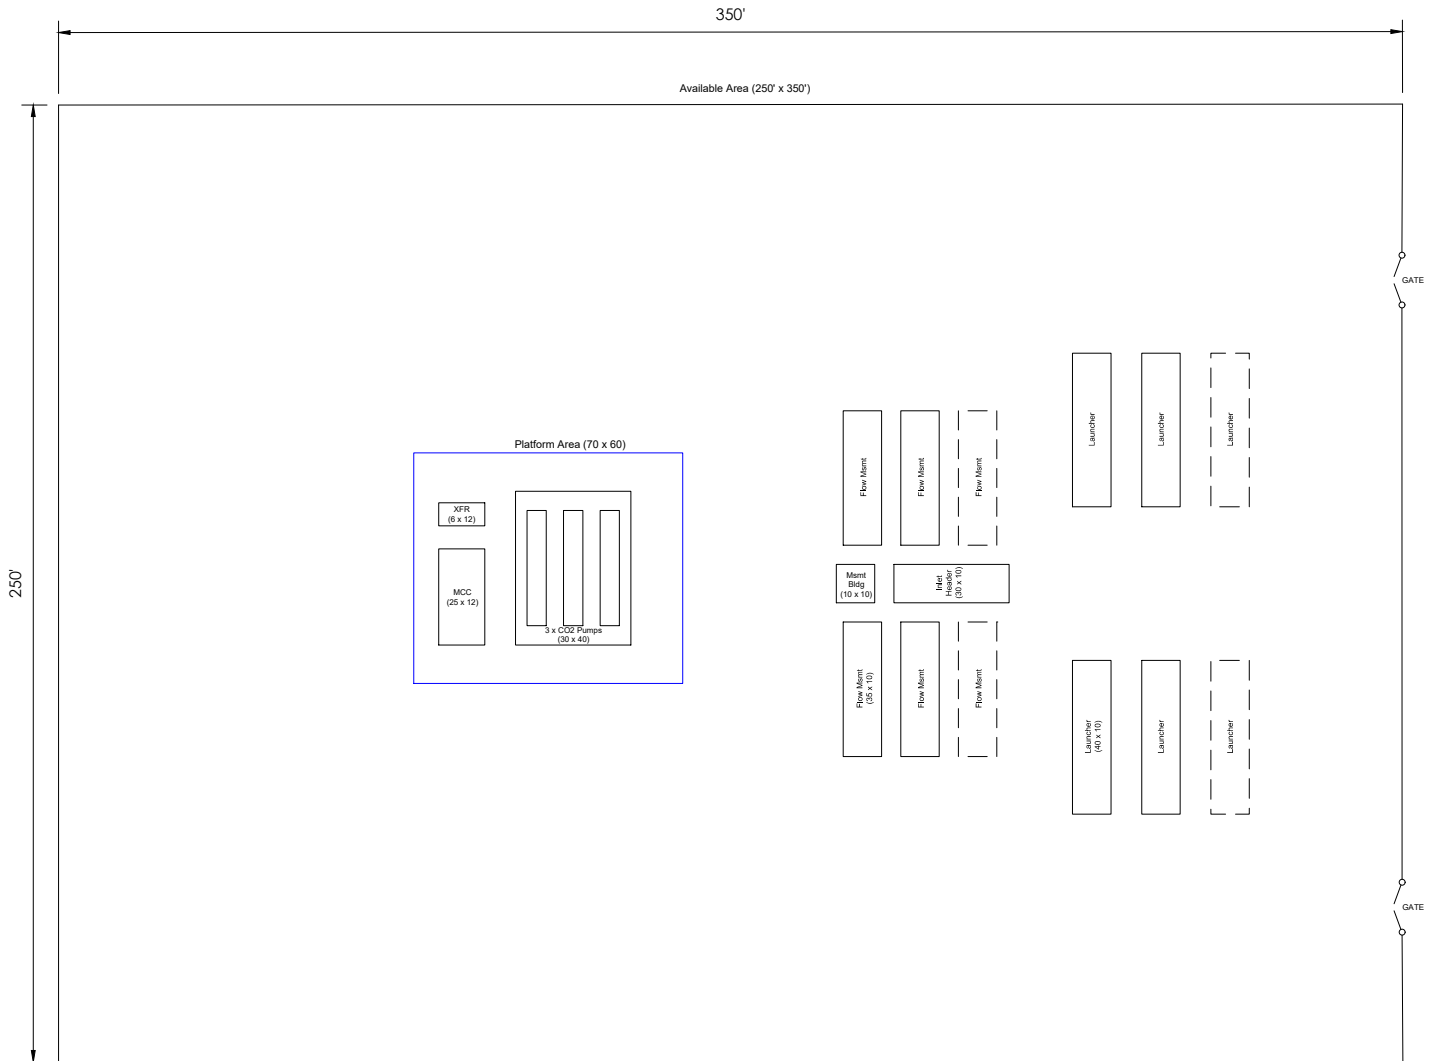 350'
Available Area (250' x 350')
GATE
Launcher
Launcher
Launcher
Platform Area (70 x 60)
Flow Msmt
Flow Msmt
Flow Msmt
XFR
(6 x 12)
250'
MCC
(25 x 12)
Msmt
Bldg
(10 x 10)
Inlet
Header
(30 x 10)
3 x CO2 Pumps
(30 x 40)
Flow Msmt
(35 x 10)
Flow Msmt
Flow Msmt
Launcher
(40 x 10)
Launcher
Launcher
GATE